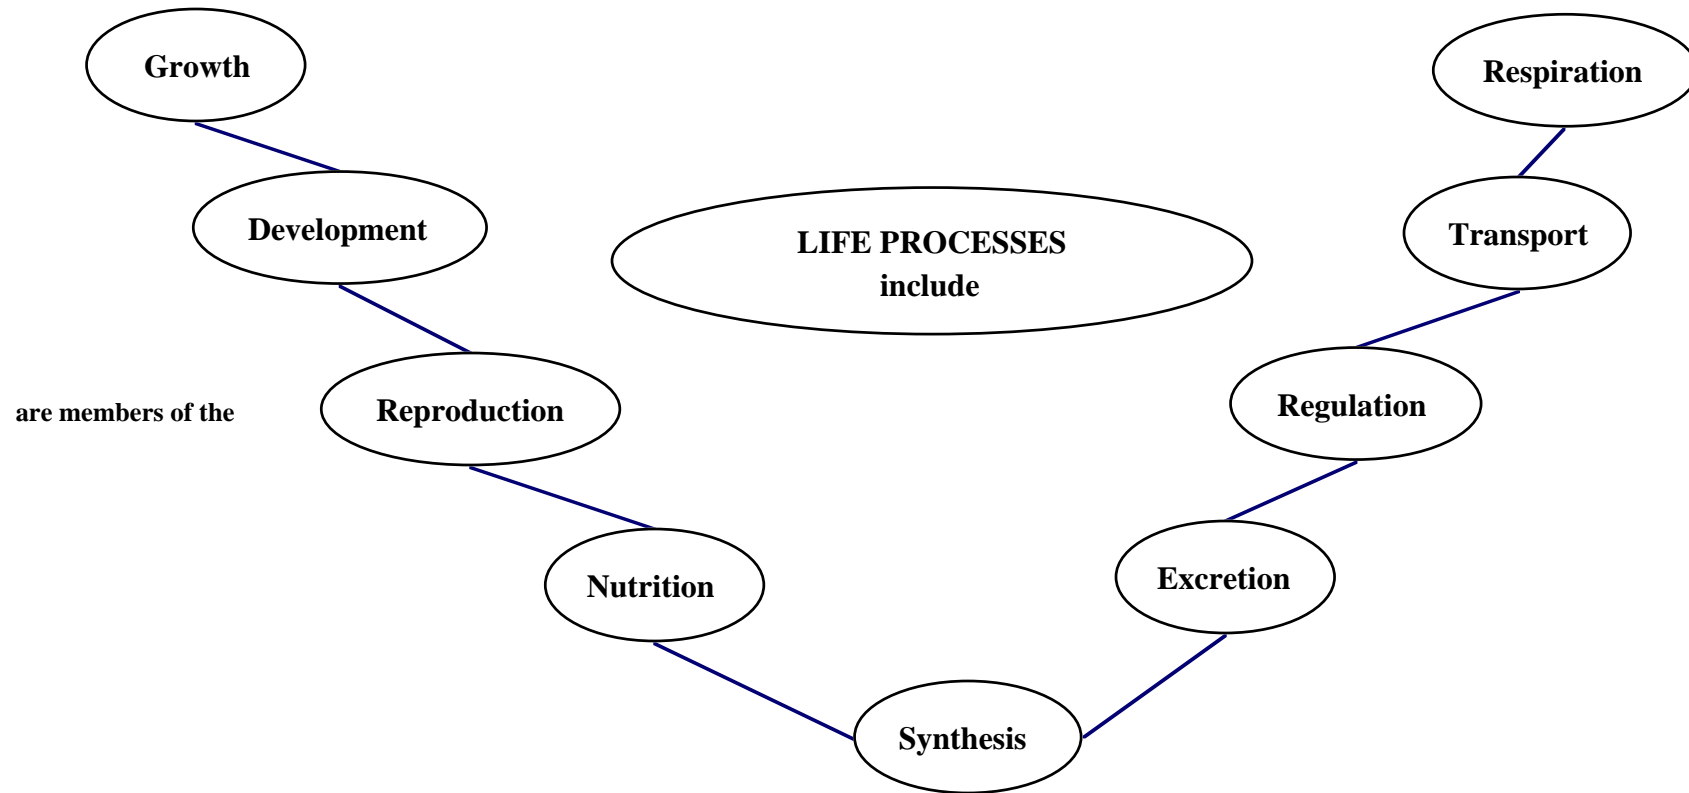 Growth
Respiration
Development
LIFE PROCESSES
include
Transport
are members of the
Reproduction
Regulation
Nutrition
Excretion
Synthesis